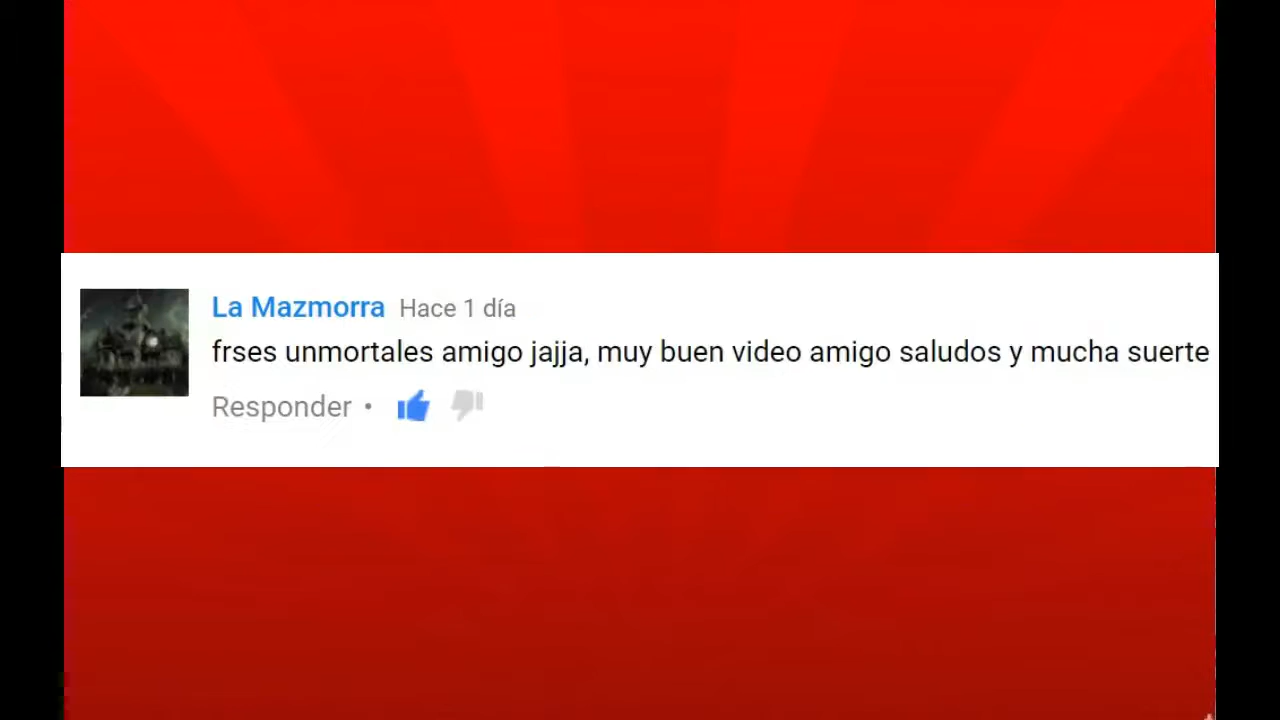 La Mazmorra Hace 1 día
frses unmortales amigo jajja, muy buen video amigo saludos y mucha suerte
Responder •